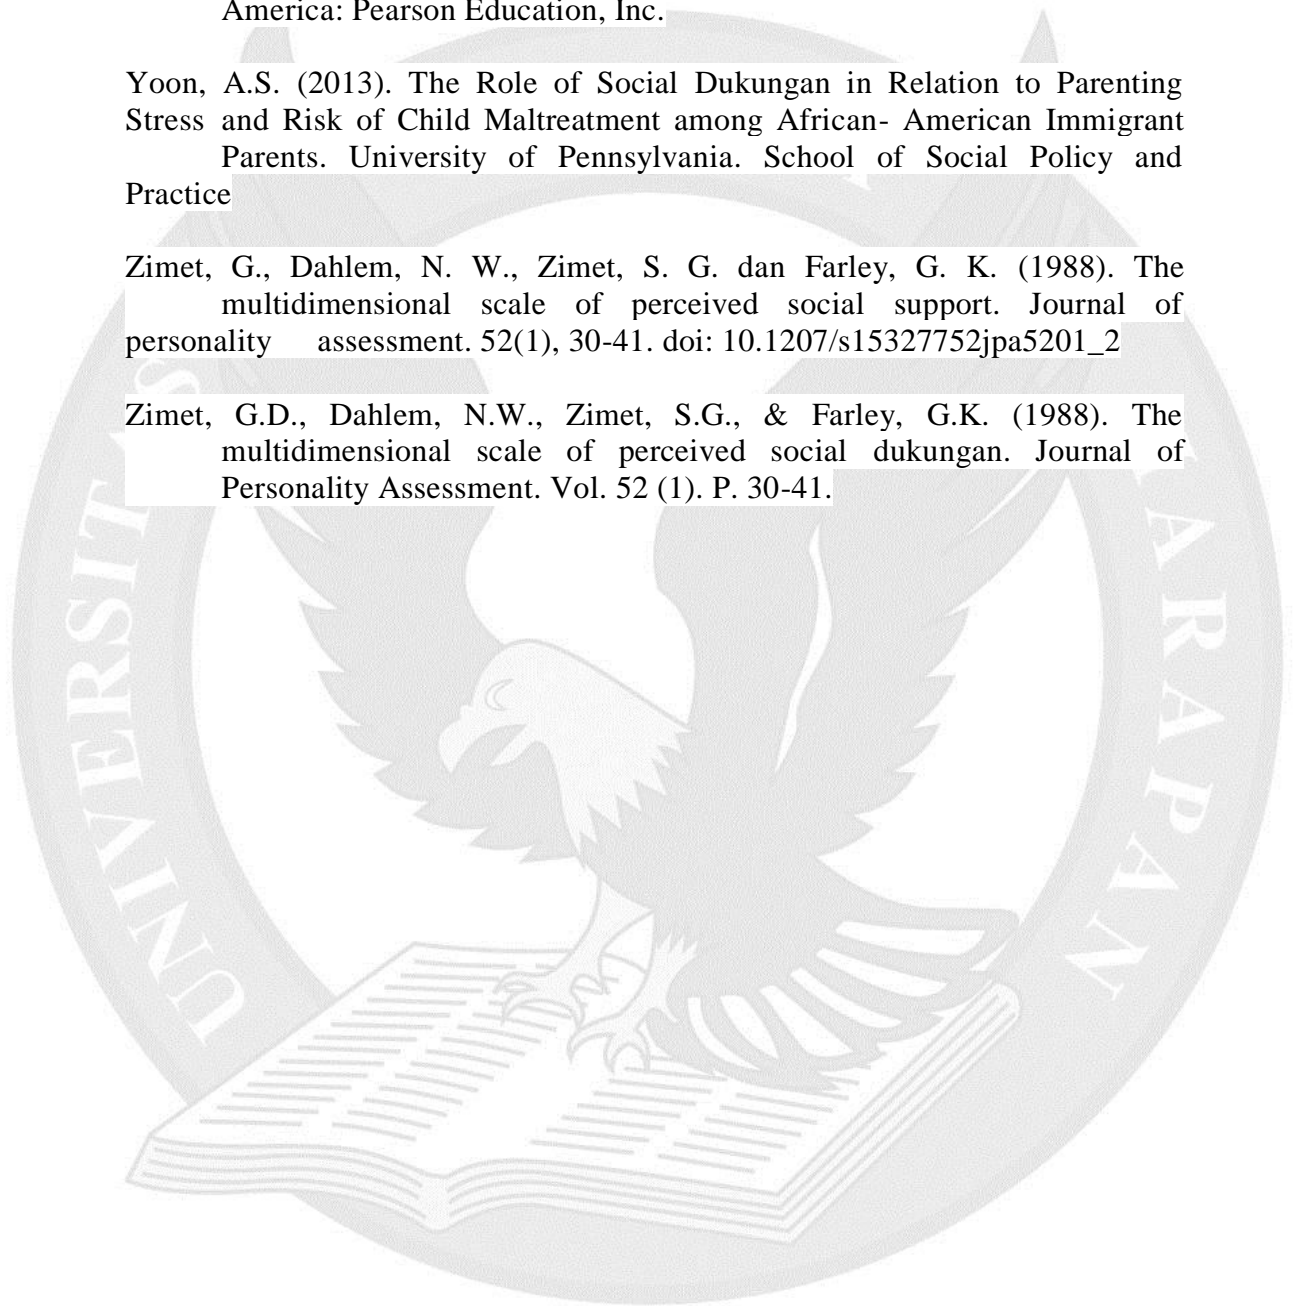 America: Pearson Education, Inc.
Yoon, A.S. (2013). The Role of Social Dukungan in Relation to Parenting
Stress and Risk of Child Maltreatment among African- American Immigrant
Parents. University of Pennsylvania. School of Social Policy and
Practice
Zimet, G., Dahlem, N. W., Zimet, S. G. dan Farley, G. K. (1988). The
multidimensional scale of perceived social support. Journal of
personality assessment. 52(1), 30-41. doi: 10.1207/s15327752jpa5201_2
Zimet, G.D., Dahlem, N.W., Zimet, S.G., & Farley, G.K. (1988). The
multidimensional scale of perceived social dukungan. Journal of
Personality Assessment. Vol. 52 (1). P. 30-41.
UNIVERSIT
ARAPAN